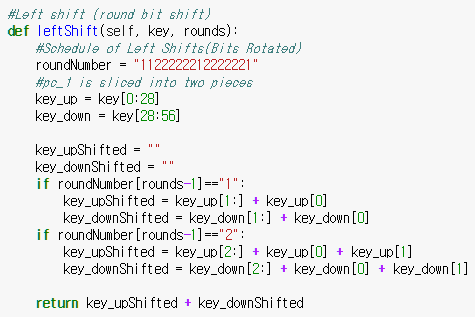 #Left shift (round bit shift)
def leftShift(self, key, rounds):
    #Schedule of Left Shifts(Bits Rotated)
    roundNumber = "1122222212222221"
    #pc_1 is sliced into two pieces
    key_up = key[0:28]
    key_down = key[28:56]

    key_upShifted = ""
    key_downShifted = ""
    if roundNumber[rounds-1]=="1":
        key_upShifted = key_up[1:] + key_up[0]
        key_downShifted = key_down[1:] + key_down[0]
    if roundNumber[rounds-1]=="2":
        key_upShifted = key_up[2:] + key_up[0] + key_up[1]
        key_downShifted = key_down[2:] + key_down[0] + key_down[1]

    return key_upShifted + key_downShifted